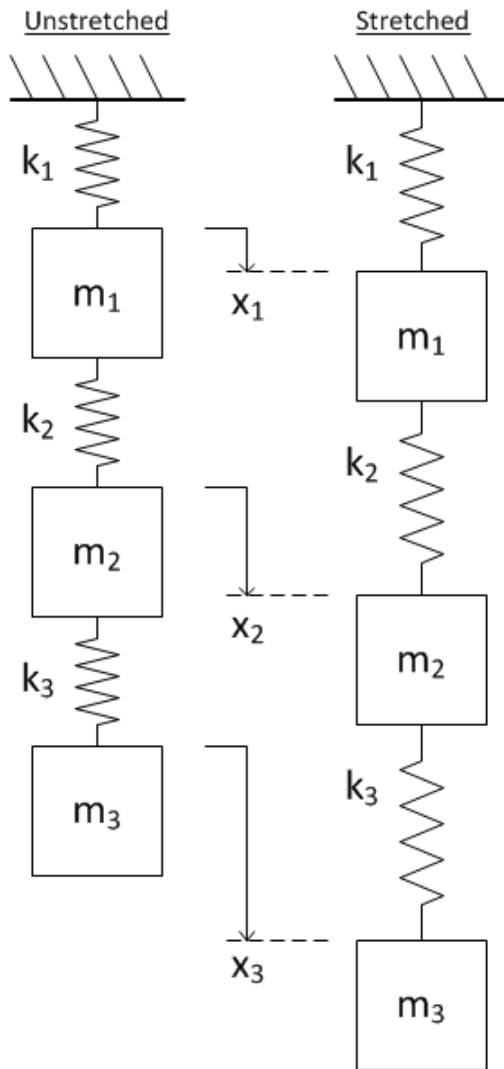 Unstretched
Stretched
k₁
k₁
m₁
x₁
m₁
k₂
k₂
m₂
x₂
m₂
k₃
k₃
m₃
x₃
m₃